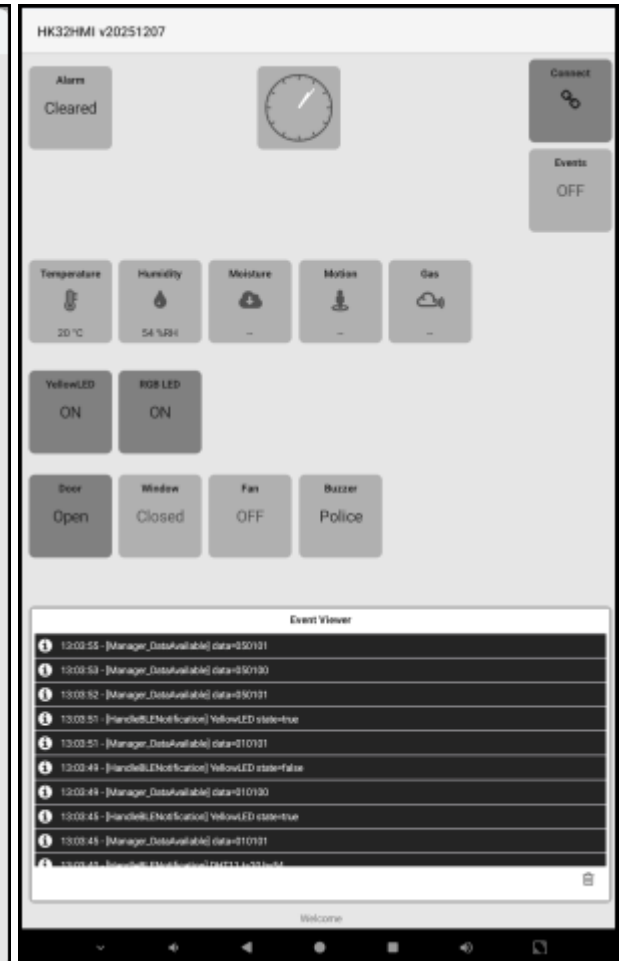 HK32HMI v20251207
Alarm
Cleared
Connect
Events
OFF
Temperature Humidity Moisture Motion Gas
20 °C 54 %RH -- -- --
YellowLED RGB LED
ON ON
Door Window Fan Buzzer
Open Closed OFF Police
Event Viewer
13:03:55 - [Manager_DataAvailable] data=050101
13:03:53 - [Manager_DataAvailable] data=050100
13:03:52 - [Manager_DataAvailable] data=050101
13:03:51 - [HandleBLENotification] YellowLED state=true
13:03:51 - [Manager_DataAvailable] data=010101
13:03:49 - [HandleBLENotification] YellowLED state=false
13:03:49 - [Manager_DataAvailable] data=010100
13:03:45 - [HandleBLENotification] YellowLED state=true
13:03:45 - [Manager_DataAvailable] data=010101
[HandleBLENotification] DHT11
Welcome